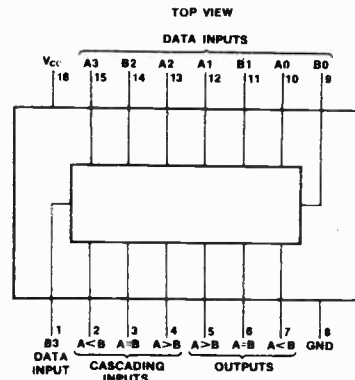 TOP VIEW
DATA INPUTS
VCC A3 B2 A2 A1 B1 A0 B0
16 15 14 13 12 11 10 9
1 2 3 4 5 6 7 8
B3 A<B A=B A>B A>B A=B A<B GND
DATA INPUT
CASCADING INPUTS
OUTPUTS